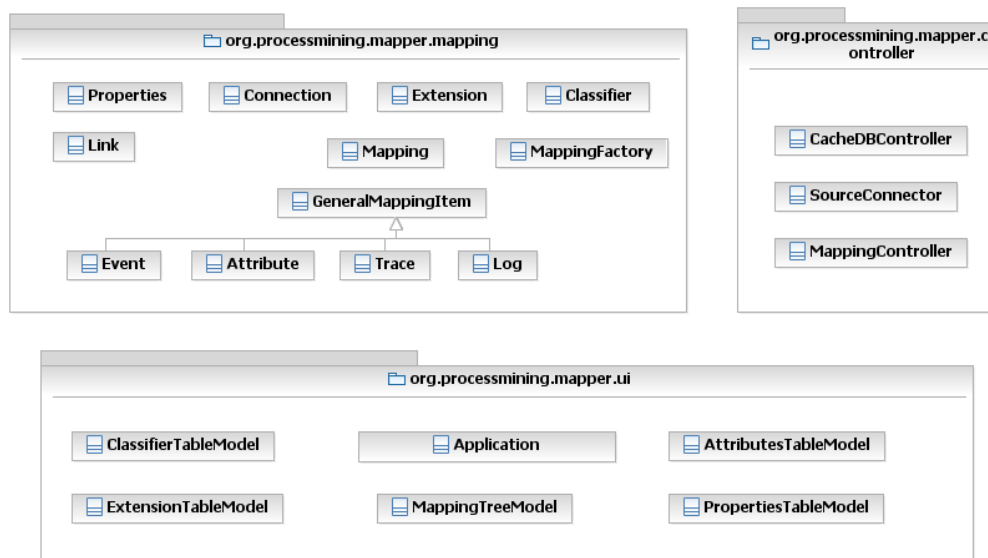 org.processmining.mapper.mapping
Properties
Connection
Extension
Classifier
Link
Mapping
MappingFactory
GeneralMappingItem
Event
Attribute
Trace
Log
org.processmining.mapper.c
ontroller
CacheDBController
SourceConnector
MappingController
org.processmining.mapper.ui
ClassifierTableModel
Application
AttributesTableModel
ExtensionTableModel
MappingTreeModel
PropertiesTableModel